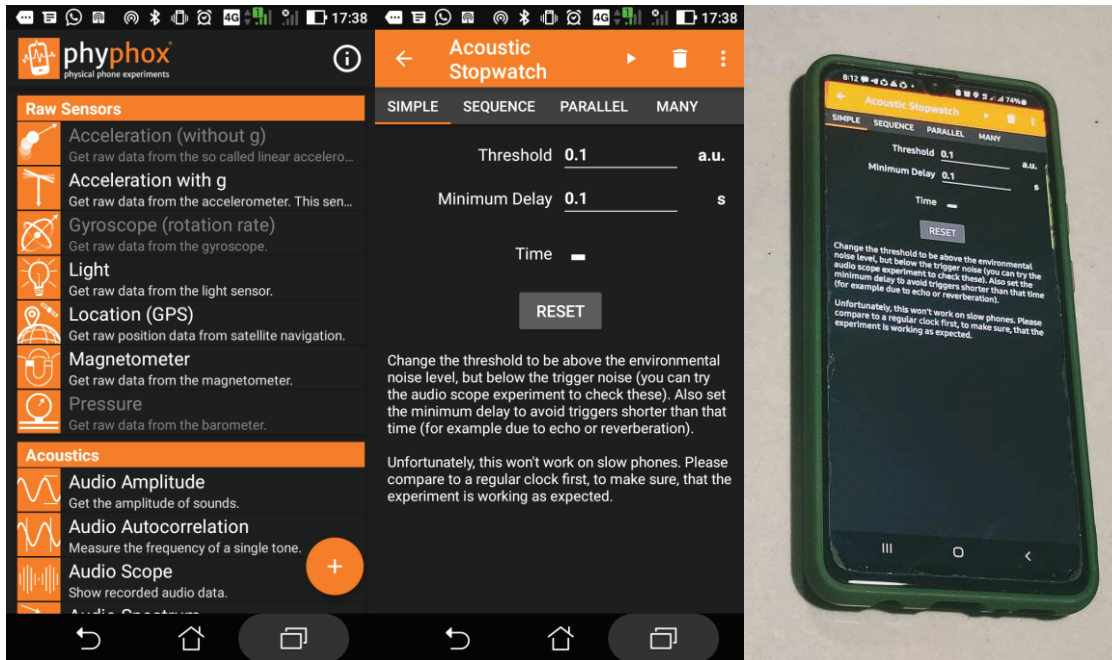 4G 17:38
phyphox
physical phone experiments
Raw Sensors
Acceleration (without g)
Get raw data from the so called linear accelero...
Acceleration with g
Get raw data from the accelerometer. This sen...
Gyroscope (rotation rate)
Get raw data from the gyroscope.
Light
Get raw data from the light sensor.
Location (GPS)
Get raw position data from satellite navigation.
Magnetometer
Get raw data from the magnetometer.
Pressure
Get raw data from the barometer.
Acoustics
Audio Amplitude
Get the amplitude of sounds.
Audio Autocorrelation
Measure the frequency of a single tone.
Audio Scope
Show recorded audio data.
4G 17:38
Acoustic
Stopwatch
SIMPLE SEQUENCE PARALLEL MANY
Threshold 0.1 a.u.
Minimum Delay 0.1 s
Time
RESET
Change the threshold to be above the environmental
noise level, but below the trigger noise (you can try
the audio scope experiment to check these). Also set
the minimum delay to avoid triggers shorter than that
time (for example due to echo or reverberation).
Unfortunately, this won't work on slow phones. Please
compare to a regular clock first, to make sure, that the
experiment is working as expected.
8:12 74%
Acoustic Stopwatch
SIMPLE SEQUENCE PARALLEL MANY
Threshold 0.1 a.u.
Minimum Delay 0.1 s
Time
RESET
Change the threshold to be above the environmental
noise level, but below the trigger noise (you can try the
audio scope experiment to check these). Also set the
minimum delay to avoid triggers shorter than that time
(for example due to echo or reverberation).
Unfortunately, this won't work on slow phones. Please
compare to a regular clock first, to make sure, that the
experiment is working as expected.